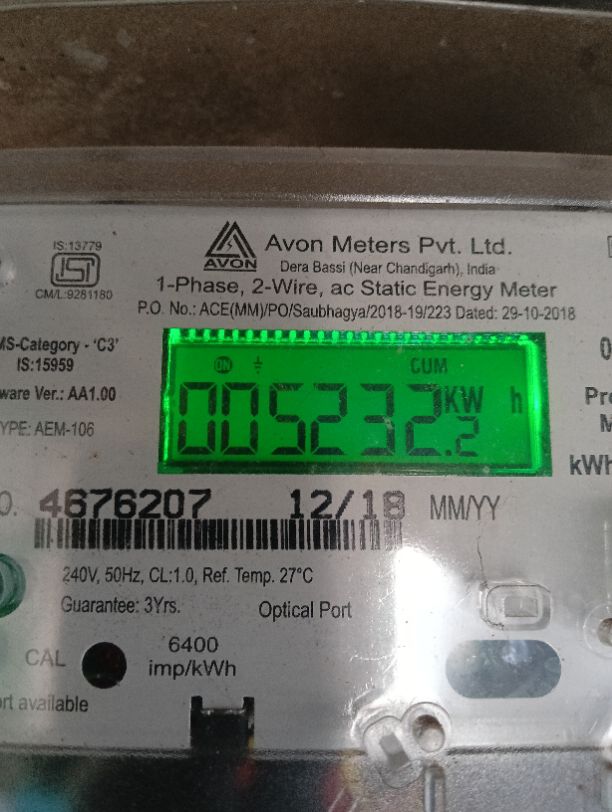 IS:13779
ISI
CM/L:9281180
AVON
Avon Meters Pvt. Ltd.
Dera Bassi (Near Chandigarh), India
1-Phase, 2-Wire, ac Static Energy Meter
P.O. No.: ACE(MM)/PO/Saubhagya/2018-19/223 Dated: 29-10-2018
MS-Category - 'C3'
IS:15959
ware Ver.: AA1.00
YPE: AEM-106
ON CUM
005232.2 KW h
Pr
M
kWh
O. 4676207 12/18 MM/YY
240V, 50Hz, CL:1.0, Ref. Temp. 27°C
Guarantee: 3Yrs. Optical Port
CAL
6400
imp/kWh
rt available